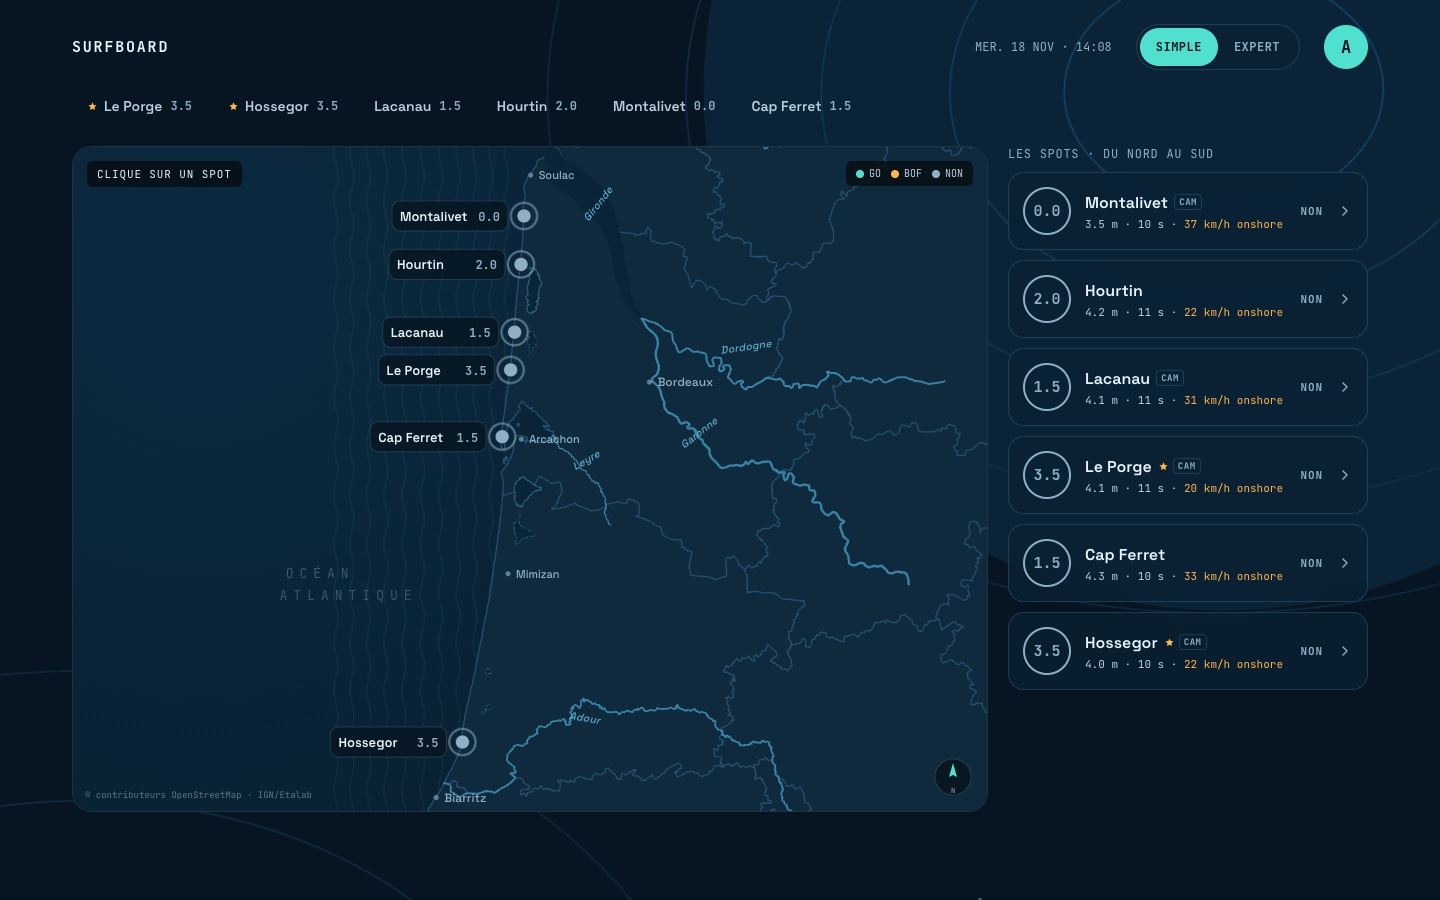 SURFBOARD
MER. 18 NOV · 14:08
SIMPLE
EXPERT
A
Le Porge 3.5
Hossegor 3.5
Lacanau 1.5
Hourtin 2.0
Montalivet 0.0
Cap Ferret 1.5
CLIQUE SUR UN SPOT
GO
BOF
NON
Soulac
Gironde
Montalivet 0.0
Hourtin 2.0
Lacanau 1.5
Le Porge 3.5
Dordogne
Bordeaux
Garonne
Cap Ferret 1.5
Arcachon
Leyre
OCÉAN
ATLANTIQUE
Mimizan
Adour
Hossegor 3.5
Biarritz
N
© contributeurs OpenStreetMap · IGN/Etalab
LES SPOTS · DU NORD AU SUD
0.0
Montalivet CAM
3.5 m · 10 s · 37 km/h onshore
NON
2.0
Hourtin
4.2 m · 11 s · 22 km/h onshore
NON
1.5
Lacanau CAM
4.1 m · 11 s · 31 km/h onshore
NON
3.5
Le Porge CAM
4.1 m · 11 s · 20 km/h onshore
NON
1.5
Cap Ferret
4.3 m · 10 s · 33 km/h onshore
NON
3.5
Hossegor CAM
4.0 m · 10 s · 22 km/h onshore
NON